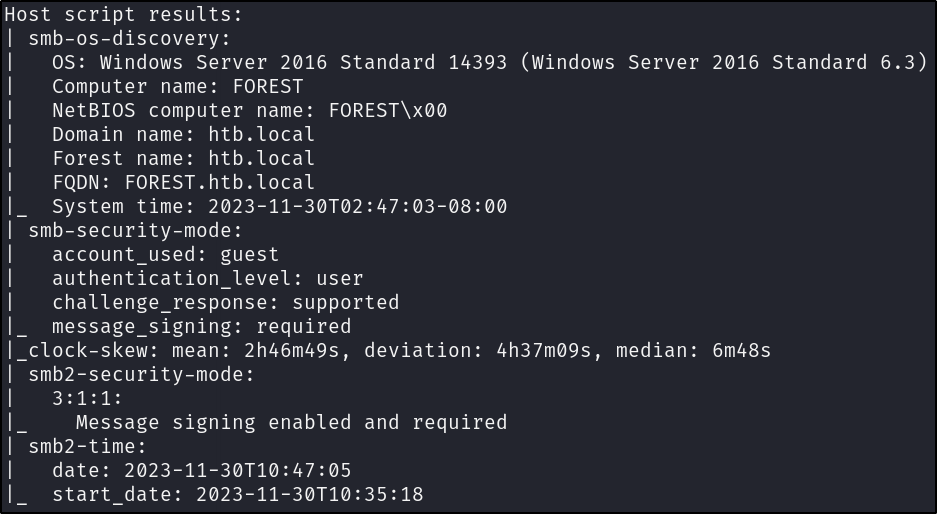 Host script results:
| smb-os-discovery:
|   OS: Windows Server 2016 Standard 14393 (Windows Server 2016 Standard 6.3)
|   Computer name: FOREST
|   NetBIOS computer name: FOREST\x00
|   Domain name: htb.local
|   Forest name: htb.local
|   FQDN: FOREST.htb.local
|_  System time: 2023-11-30T02:47:03-08:00
| smb-security-mode:
|   account_used: guest
|   authentication_level: user
|   challenge_response: supported
|_  message_signing: required
|_clock-skew: mean: 2h46m49s, deviation: 4h37m09s, median: 6m48s
| smb2-security-mode:
|   3:1:1:
|_    Message signing enabled and required
| smb2-time:
|   date: 2023-11-30T10:47:05
|_  start_date: 2023-11-30T10:35:18